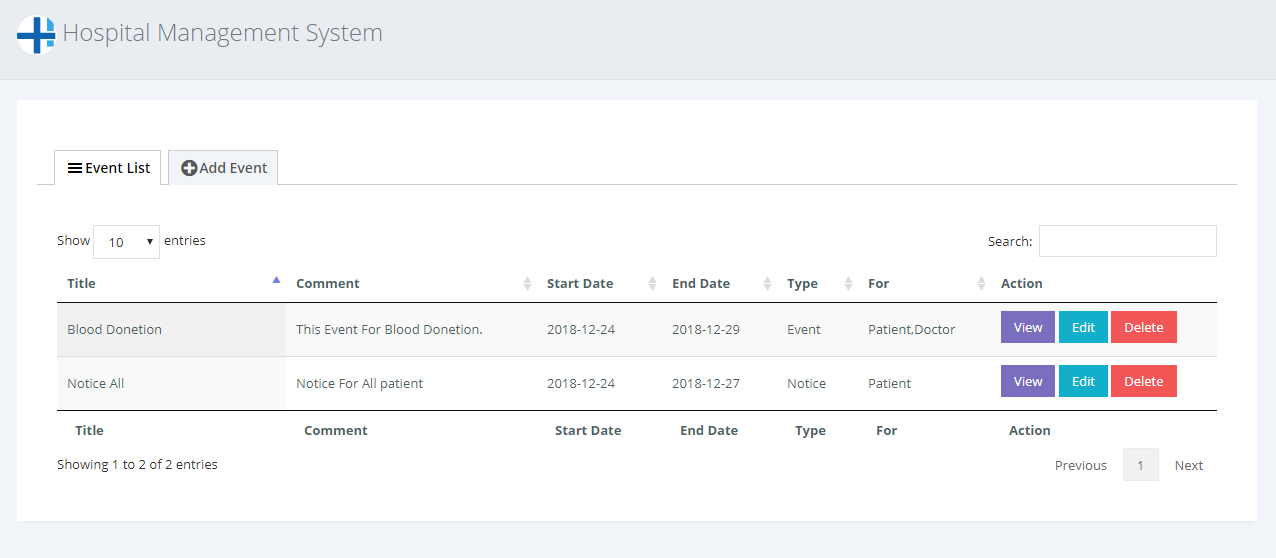 Hospital Management System
Event List Add Event
Show 10 entries Search:
Title Comment Start Date End Date Type For Action
Blood Donetion This Event For Blood Donetion. 2018-12-24 2018-12-29 Event Patient,Doctor View Edit Delete
Notice All Notice For All patient 2018-12-24 2018-12-27 Notice Patient View Edit Delete
Title Comment Start Date End Date Type For Action
Showing 1 to 2 of 2 entries Previous 1 Next